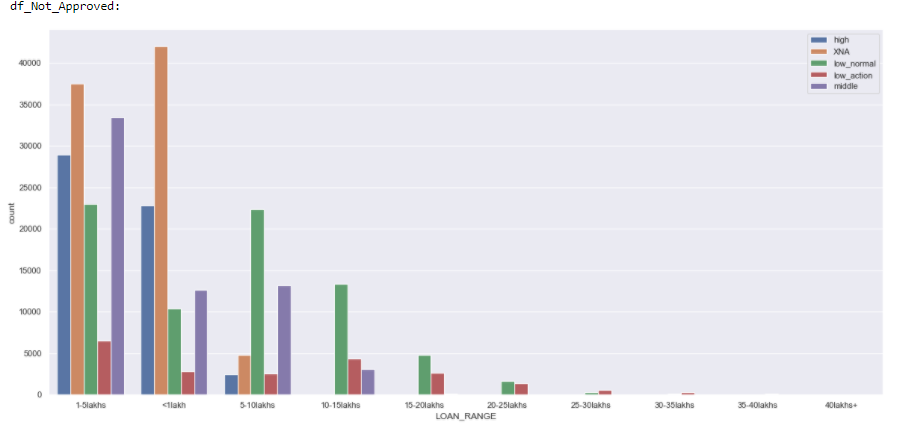 df_Not_Approved:
high
XNA
low_normal
low_action
middle
40000
35000
30000
25000
20000
15000
10000
5000
0
count
1-5lakhs <1lakh 5-10lakhs 10-15lakhs 15-20lakhs 20-25lakhs 25-30lakhs 30-35lakhs 35-40lakhs 40lakhs+
LOAN_RANGE